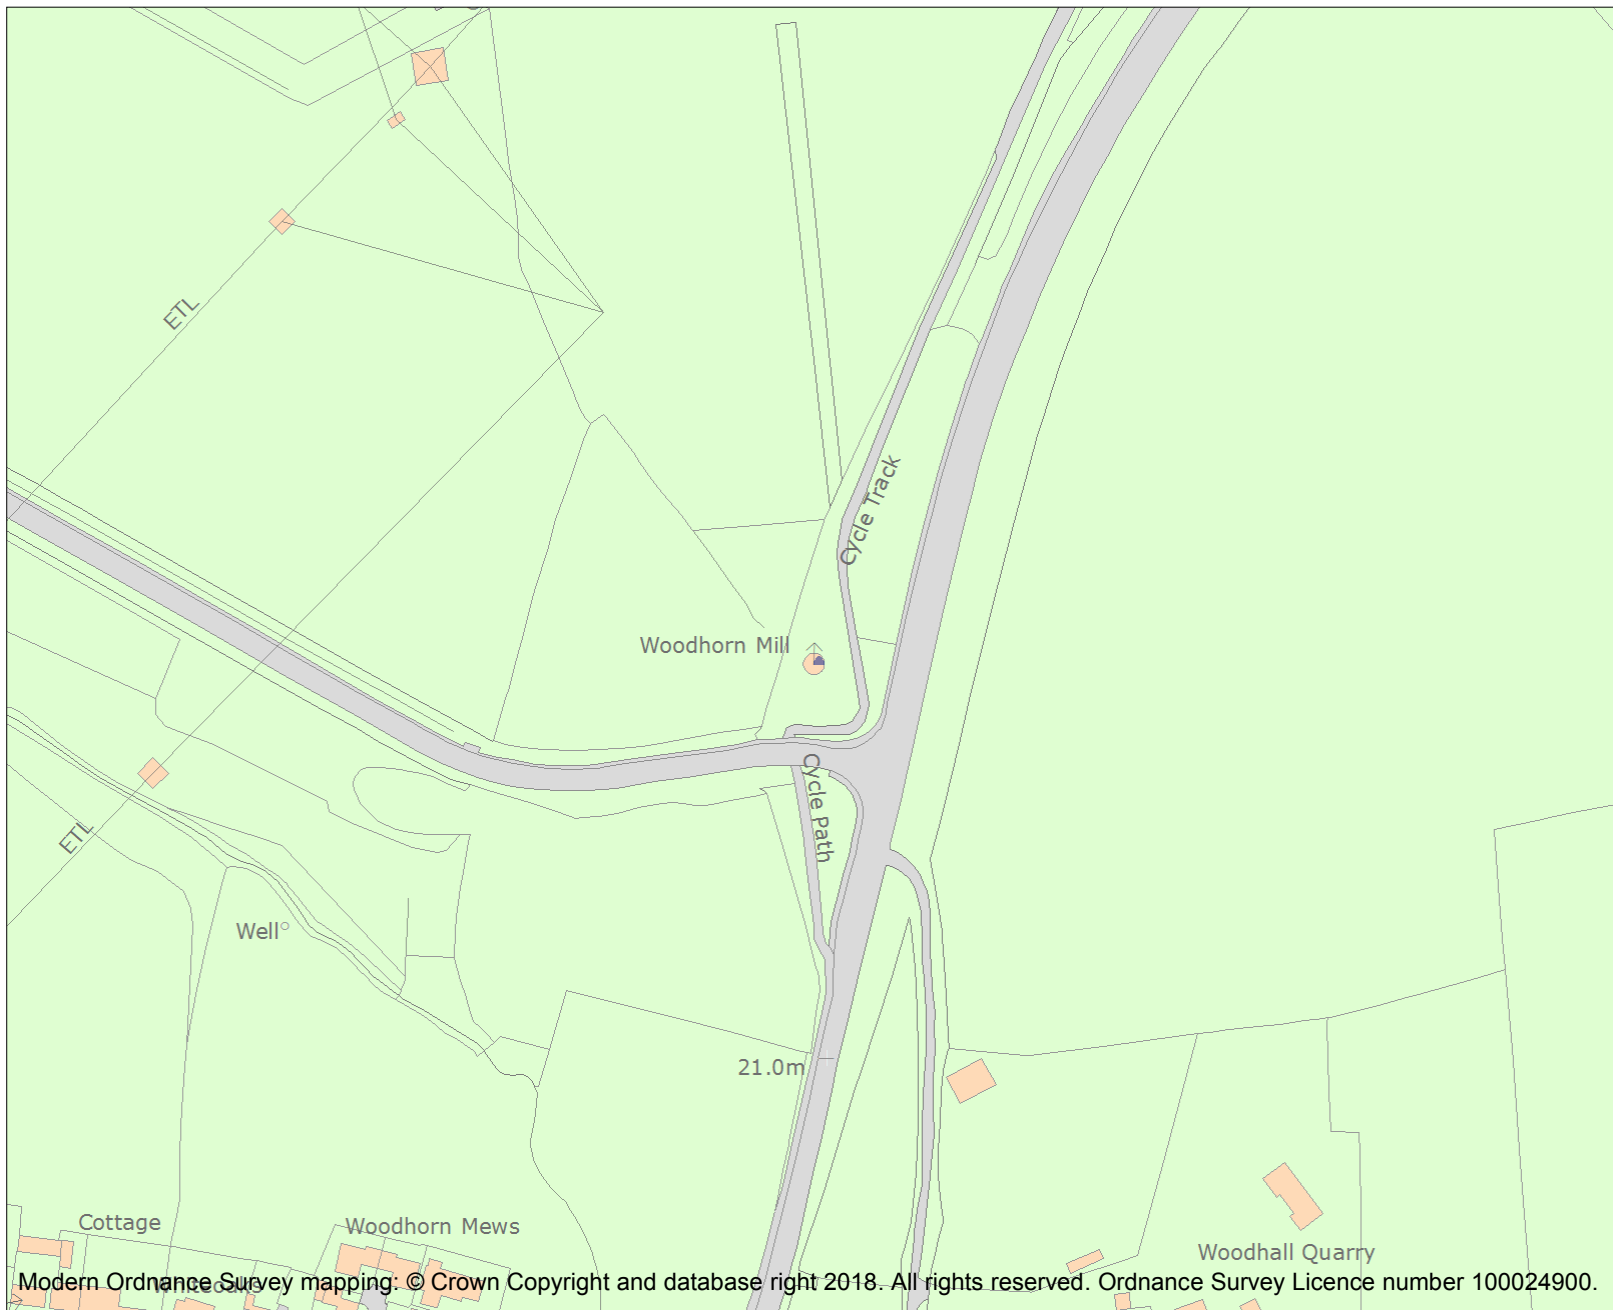 ETL
Cycle Track
Woodhorn Mill
Cycle Path
ETL
Well
21.0m
Cottage
Woodhorn Mews
Woodhall Quarry
Whiteoaks
Modern Ordnance Survey mapping: © Crown Copyright and database right 2018. All rights reserved. Ordnance Survey Licence number 100024900.